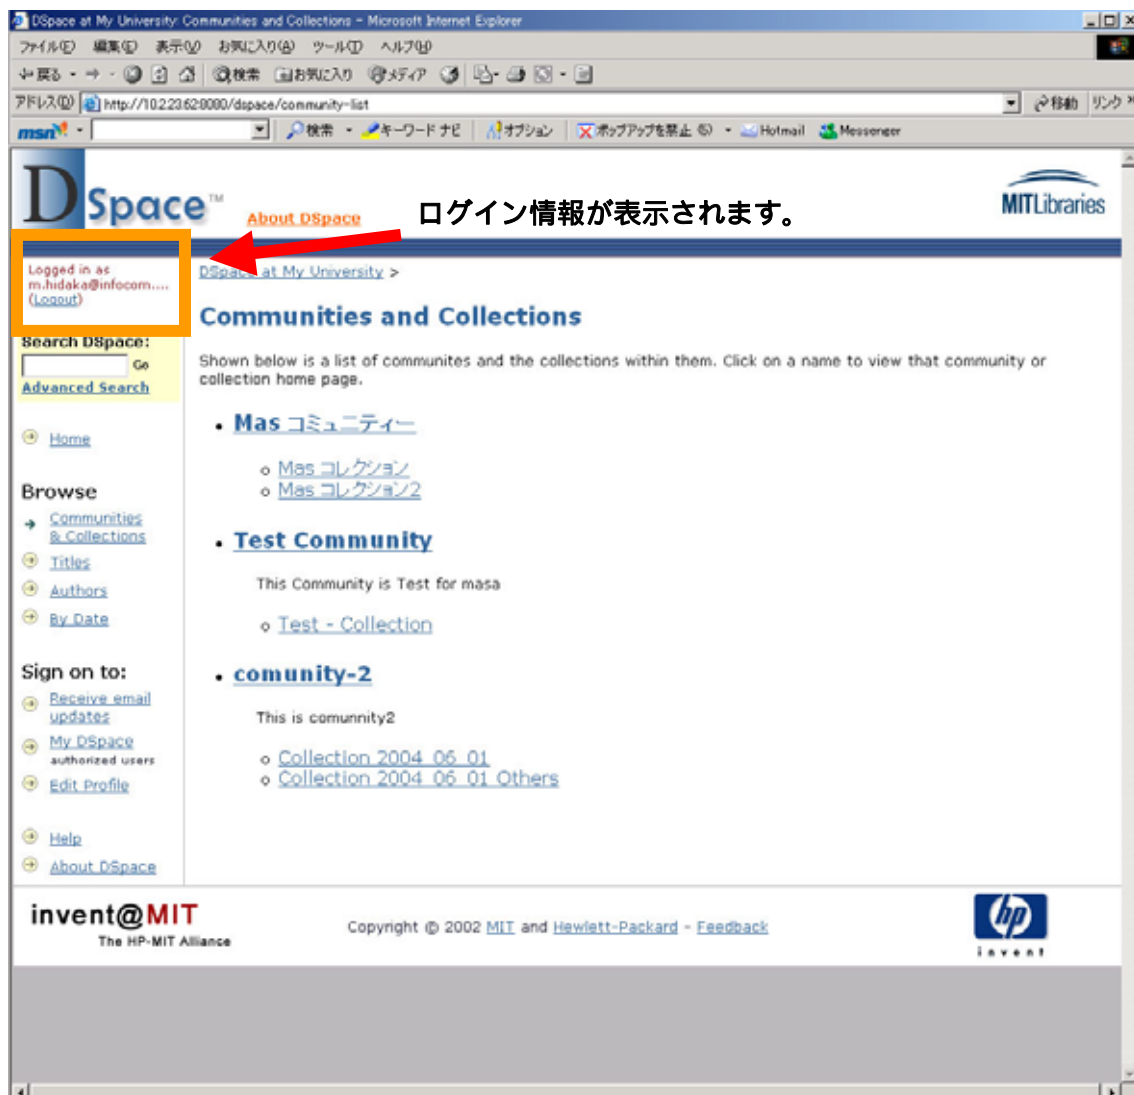 DSpace at My University: Communities and Collections - Microsoft Internet Explorer
ファイル(F) 編集(E) 表示(V) お気に入り(A) ツール(T) ヘルプ(H)
戻る 検索 お気に入り メディア
アドレス(D) http://10.2.23.62:8080/dspace/community-list 移動 リンク »
msn 検索 キーワード ナビ オプション ポップアップを禁止 Hotmail Messenger
DSpace™ About DSpace ログイン情報が表示されます。 MITLibraries
Logged in as
m.hidaka@infocom....
(Logout)
Search DSpace:
Go
Advanced Search
Home
Browse
Communities
& Collections
Titles
Authors
By Date
Sign on to:
Receive email
updates
My DSpace
authorized users
Edit Profile
Help
About DSpace
DSpace at My University >
Communities and Collections
Shown below is a list of communites and the collections within them. Click on a name to view that community or
collection home page.
• Mas コミュニティー
Mas コレクション
Mas コレクション2
• Test Community
This Community is Test for masa
Test - Collection
• comunity-2
This is comunnity2
Collection 2004 06 01
Collection 2004 06 01 Others
invent@MIT
The HP-MIT Alliance
Copyright © 2002 MIT and Hewlett-Packard - Feedback
hp
invent